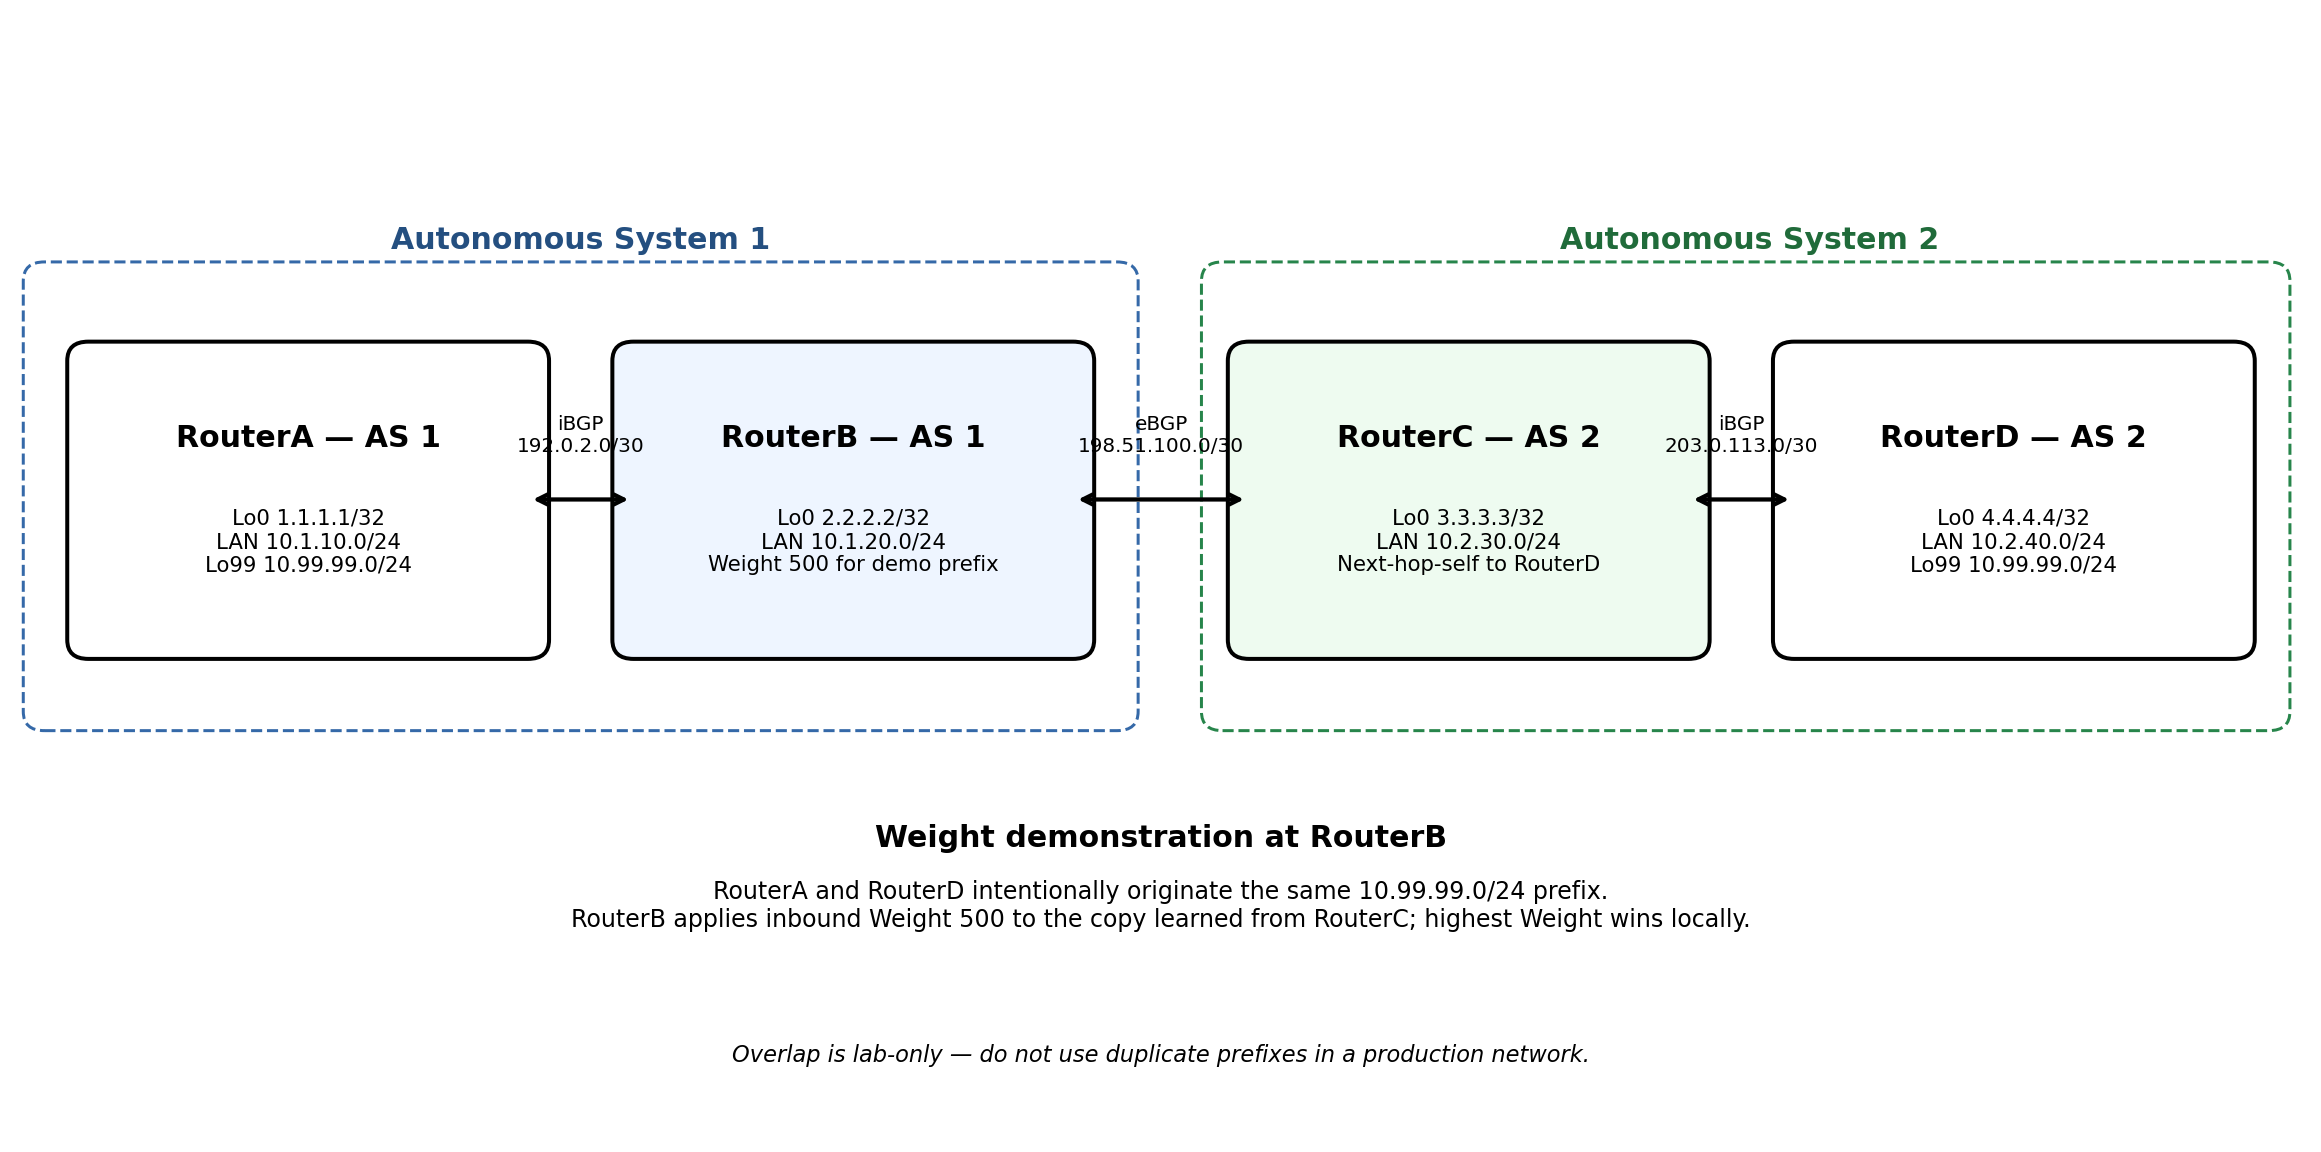 Autonomous System 1
Autonomous System 2
RouterA — AS 1
Lo0 1.1.1.1/32
LAN 10.1.10.0/24
Lo99 10.99.99.0/24
iBGP
192.0.2.0/30
RouterB — AS 1
Lo0 2.2.2.2/32
LAN 10.1.20.0/24
Weight 500 for demo prefix
eBGP
198.51.100.0/30
RouterC — AS 2
Lo0 3.3.3.3/32
LAN 10.2.30.0/24
Next-hop-self to RouterD
iBGP
203.0.113.0/30
RouterD — AS 2
Lo0 4.4.4.4/32
LAN 10.2.40.0/24
Lo99 10.99.99.0/24
Weight demonstration at RouterB
RouterA and RouterD intentionally originate the same 10.99.99.0/24 prefix.
RouterB applies inbound Weight 500 to the copy learned from RouterC; highest Weight wins locally.
Overlap is lab-only — do not use duplicate prefixes in a production network.